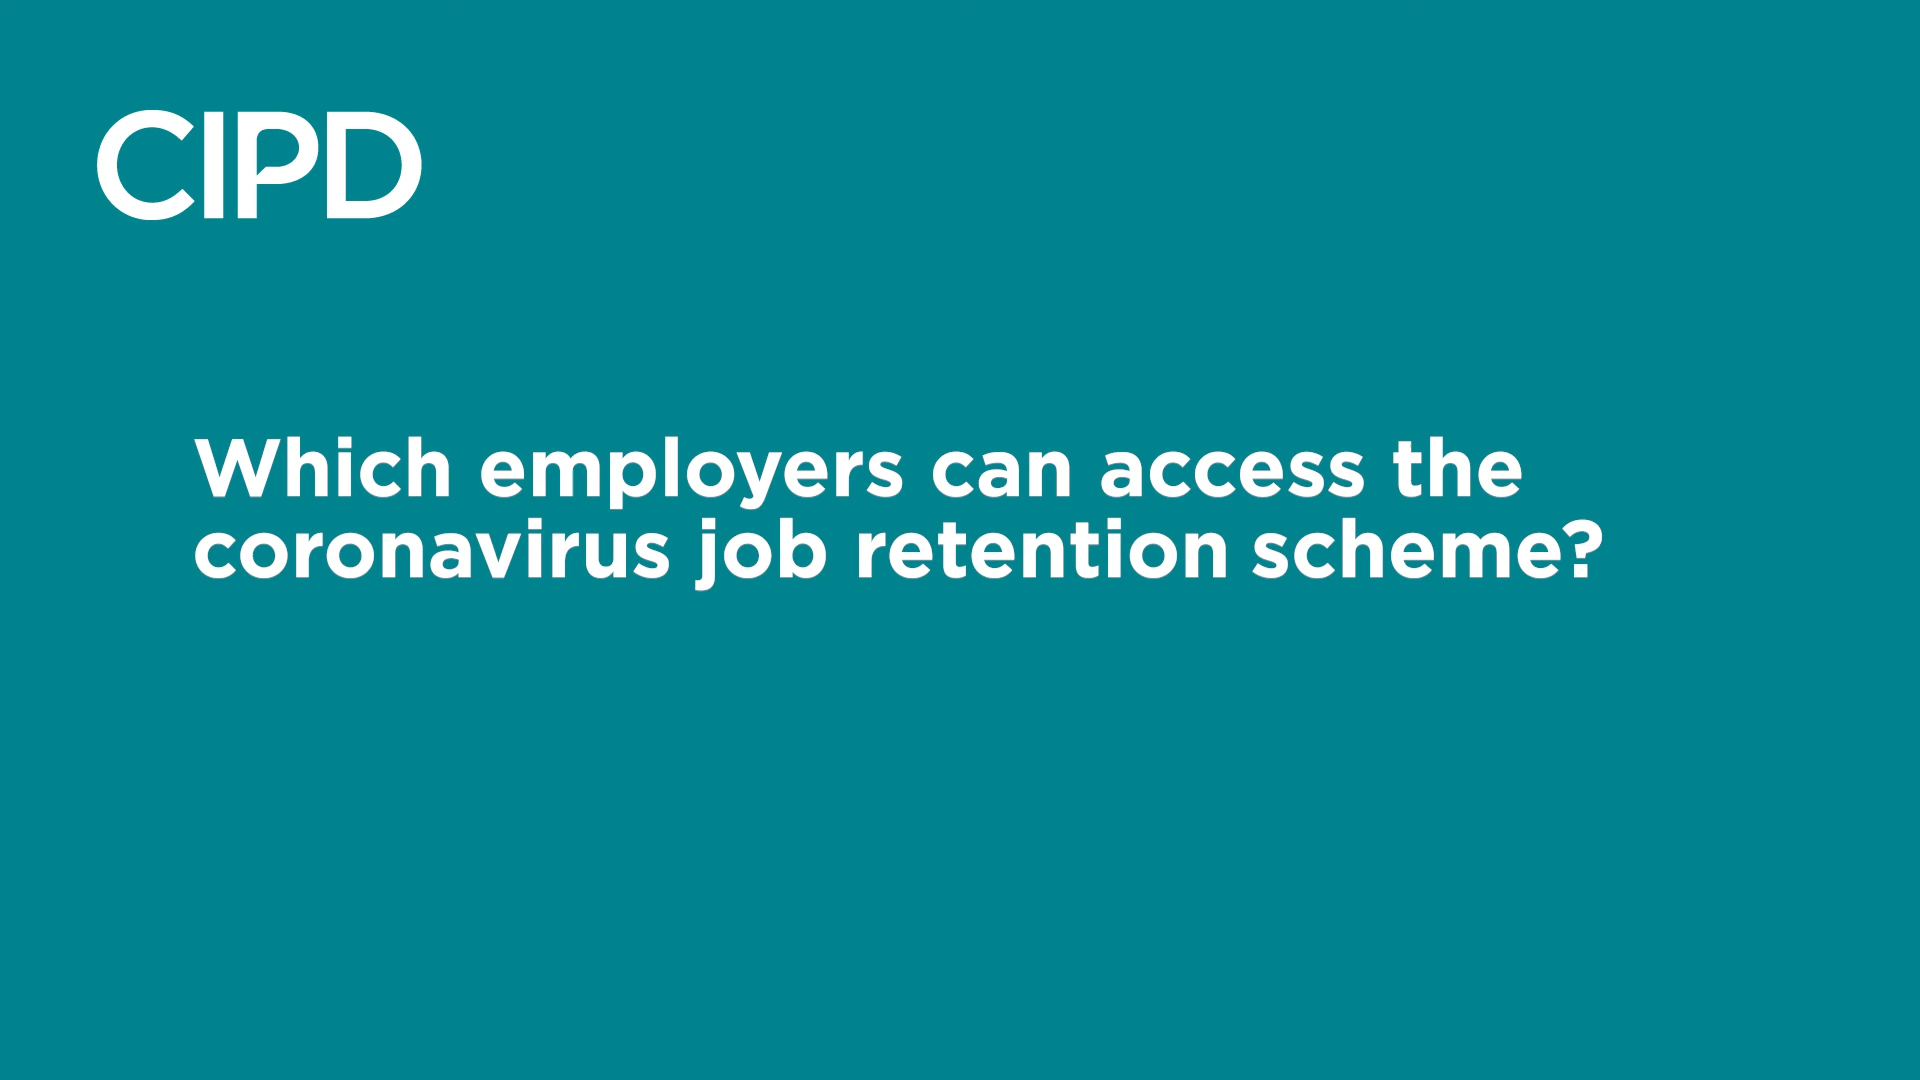 CIPD
Which employers can access the
coronavirus job retention scheme?